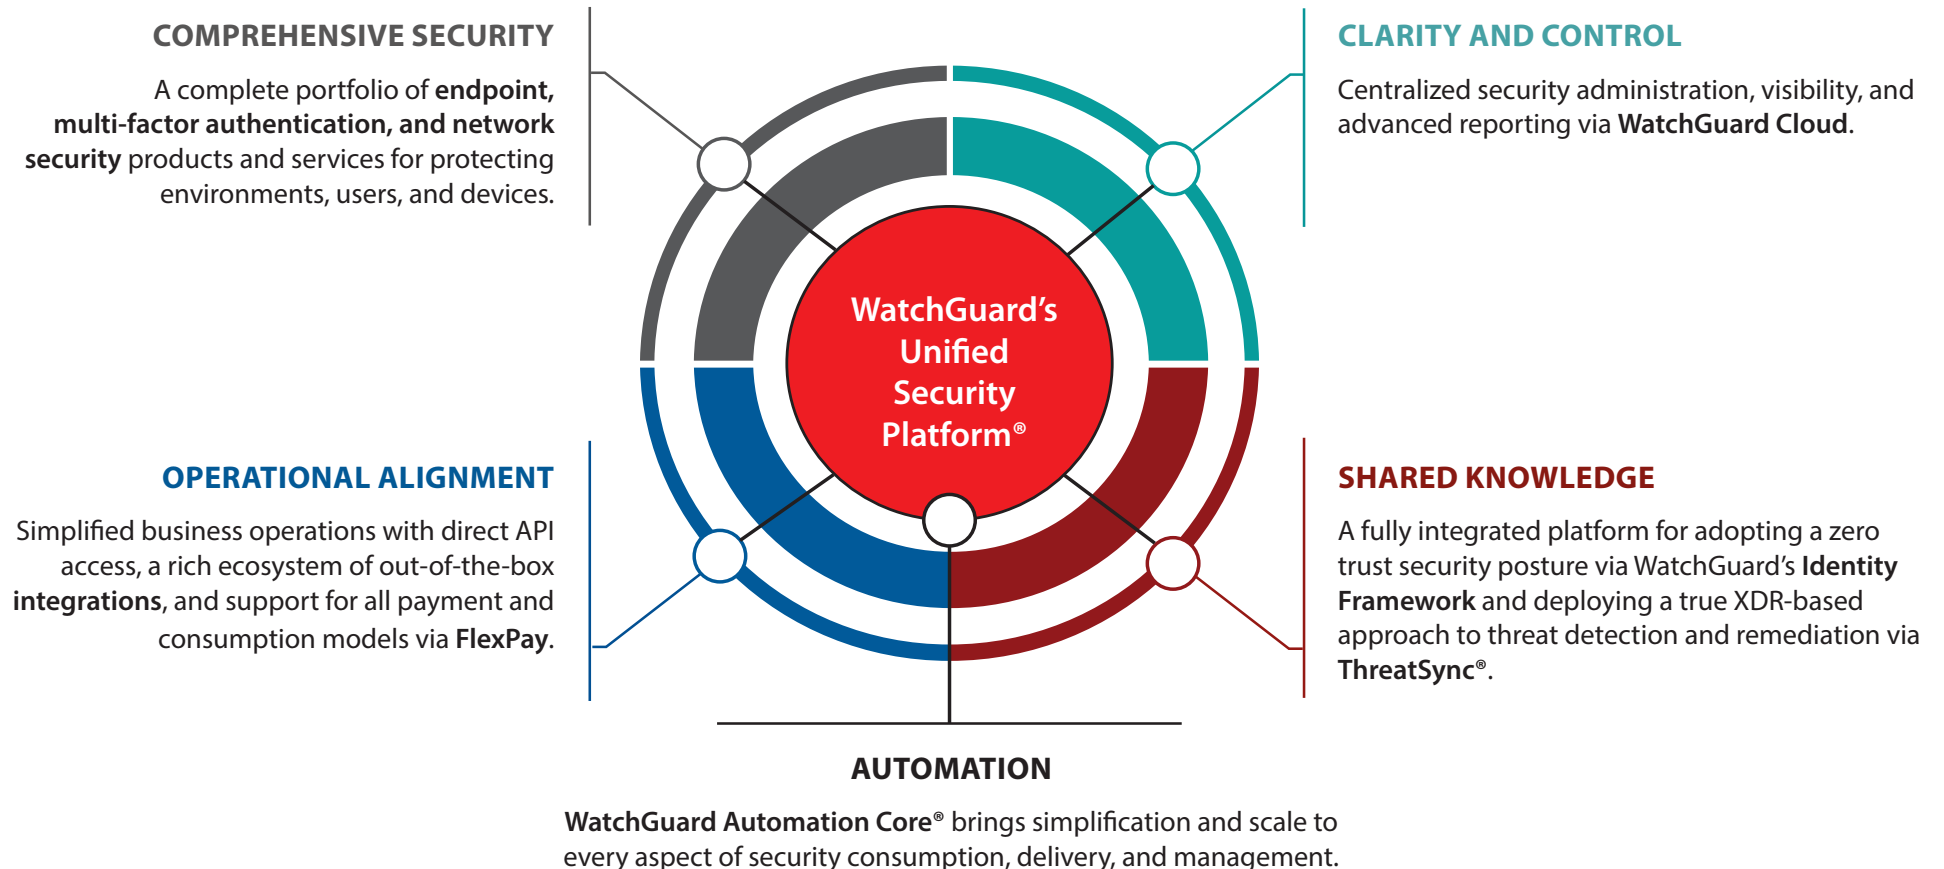 COMPREHENSIVE SECURITY
A complete portfolio of endpoint,
multi-factor authentication, and network
security products and services for protecting
environments, users, and devices.
CLARITY AND CONTROL
Centralized security administration, visibility, and
advanced reporting via WatchGuard Cloud.
WatchGuard’s
Unified
Security
Platform®
OPERATIONAL ALIGNMENT
Simplified business operations with direct API
access, a rich ecosystem of out-of-the-box
integrations, and support for all payment and
consumption models via FlexPay.
SHARED KNOWLEDGE
A fully integrated platform for adopting a zero
trust security posture via WatchGuard’s Identity
Framework and deploying a true XDR-based
approach to threat detection and remediation via
ThreatSync®.
AUTOMATION
WatchGuard Automation Core® brings simplification and scale to
every aspect of security consumption, delivery, and management.